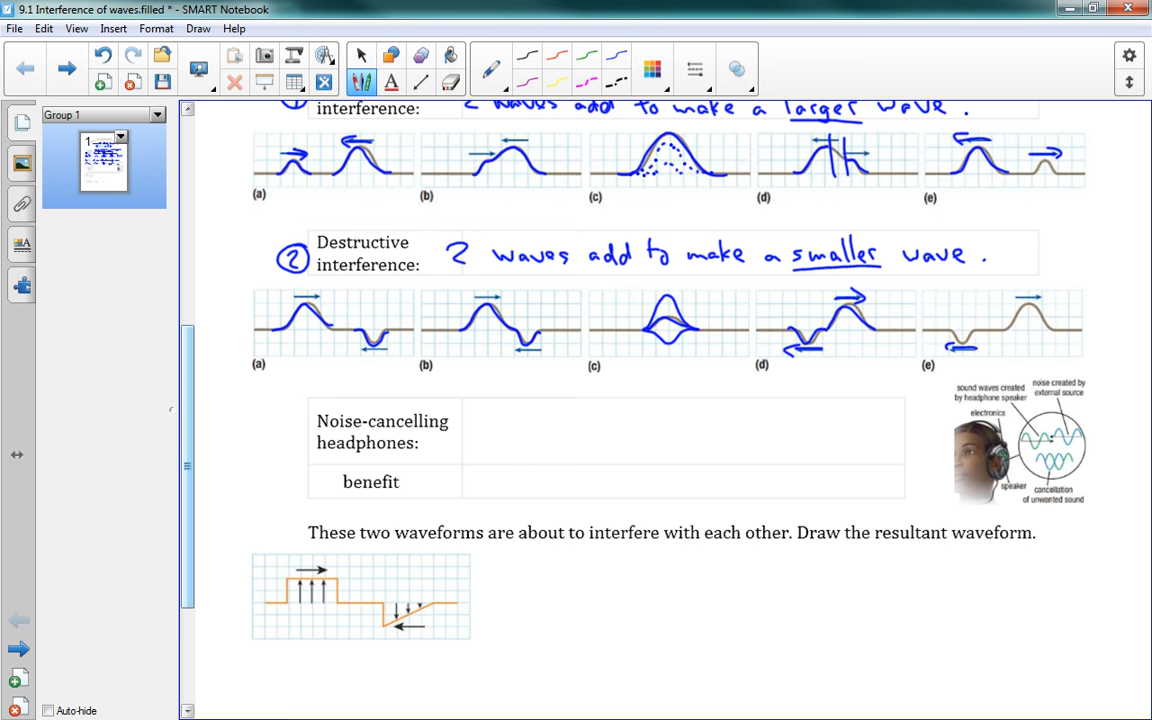 9.1 Interference of waves.filled * - SMART Notebook
File Edit View Insert Format Draw Help
Group 1
1
① interference: 2 waves add to make a larger wave.
(a) (b) (c) (d) (e)
② Destructive interference: 2 waves add to make a smaller wave.
(a) (b) (c) (d) (e)
Noise-cancelling
headphones:
benefit
sound waves created
by headphone speaker
noise created by
external source
electronics
speaker
cancellation
of unwanted sound
These two waveforms are about to interfere with each other. Draw the resultant waveform.
Auto-hide